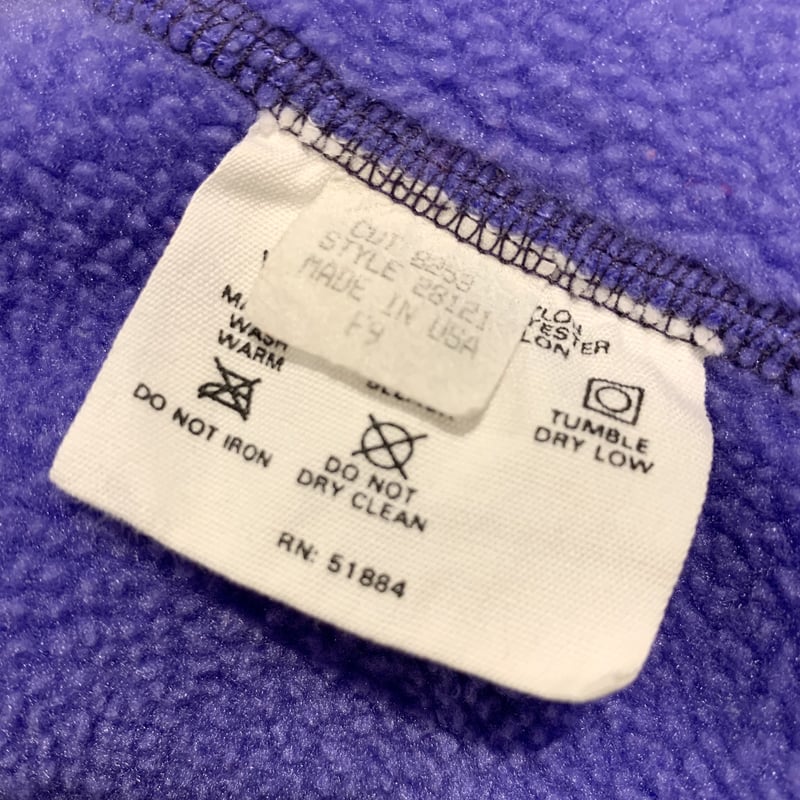 CUT 8253
STYLE 28121
MADE IN USA
F9
WASH
WARM
DO NOT IRON
DO NOT
DRY CLEAN
TUMBLE
DRY LOW
RN: 51884